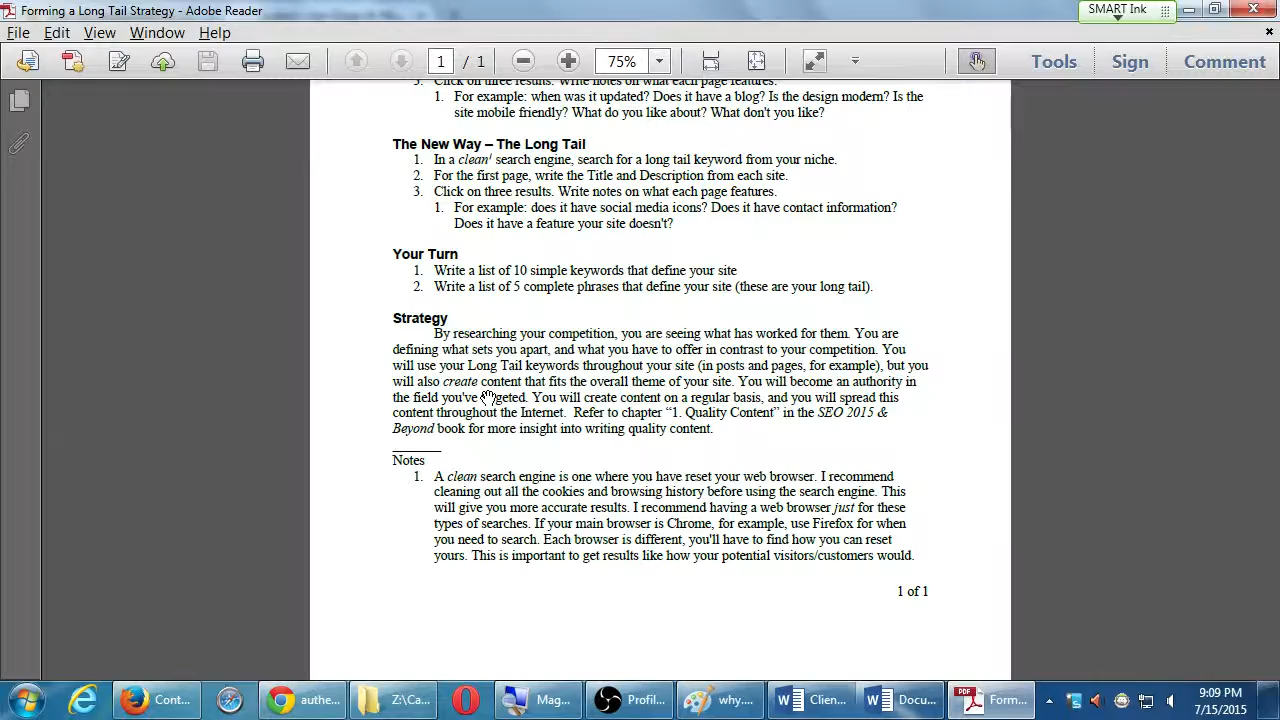 Forming a Long Tail Strategy - Adobe Reader
SMART Ink
File Edit View Window Help
1 / 1 75% Tools Sign Comment
3. Click on three results. Write notes on what each page features.
1. For example: when was it updated? Does it have a blog? Is the design modern? Is the
site mobile friendly? What do you like about? What don't you like?
The New Way – The Long Tail
1. In a clean¹ search engine, search for a long tail keyword from your niche.
2. For the first page, write the Title and Description from each site.
3. Click on three results. Write notes on what each page features.
1. For example: does it have social media icons? Does it have contact information?
Does it have a feature your site doesn't?
Your Turn
1. Write a list of 10 simple keywords that define your site
2. Write a list of 5 complete phrases that define your site (these are your long tail).
Strategy
By researching your competition, you are seeing what has worked for them. You are
defining what sets you apart, and what you have to offer in contrast to your competition. You
will use your Long Tail keywords throughout your site (in posts and pages, for example), but you
will also create content that fits the overall theme of your site. You will become an authority in
the field you've targeted. You will create content on a regular basis, and you will spread this
content throughout the Internet. Refer to chapter “1. Quality Content” in the SEO 2015 &
Beyond book for more insight into writing quality content.
Notes
1. A clean search engine is one where you have reset your web browser. I recommend
cleaning out all the cookies and browsing history before using the search engine. This
will give you more accurate results. I recommend having a web browser just for these
types of searches. If your main browser is Chrome, for example, use Firefox for when
you need to search. Each browser is different, you'll have to find how you can reset
yours. This is important to get results like how your potential visitors/customers would.
1 of 1
Cont... authe... Z:\Ca... Mag... Profil... why.... Clien... Docu... PDF Form...
9:09 PM
7/15/2015